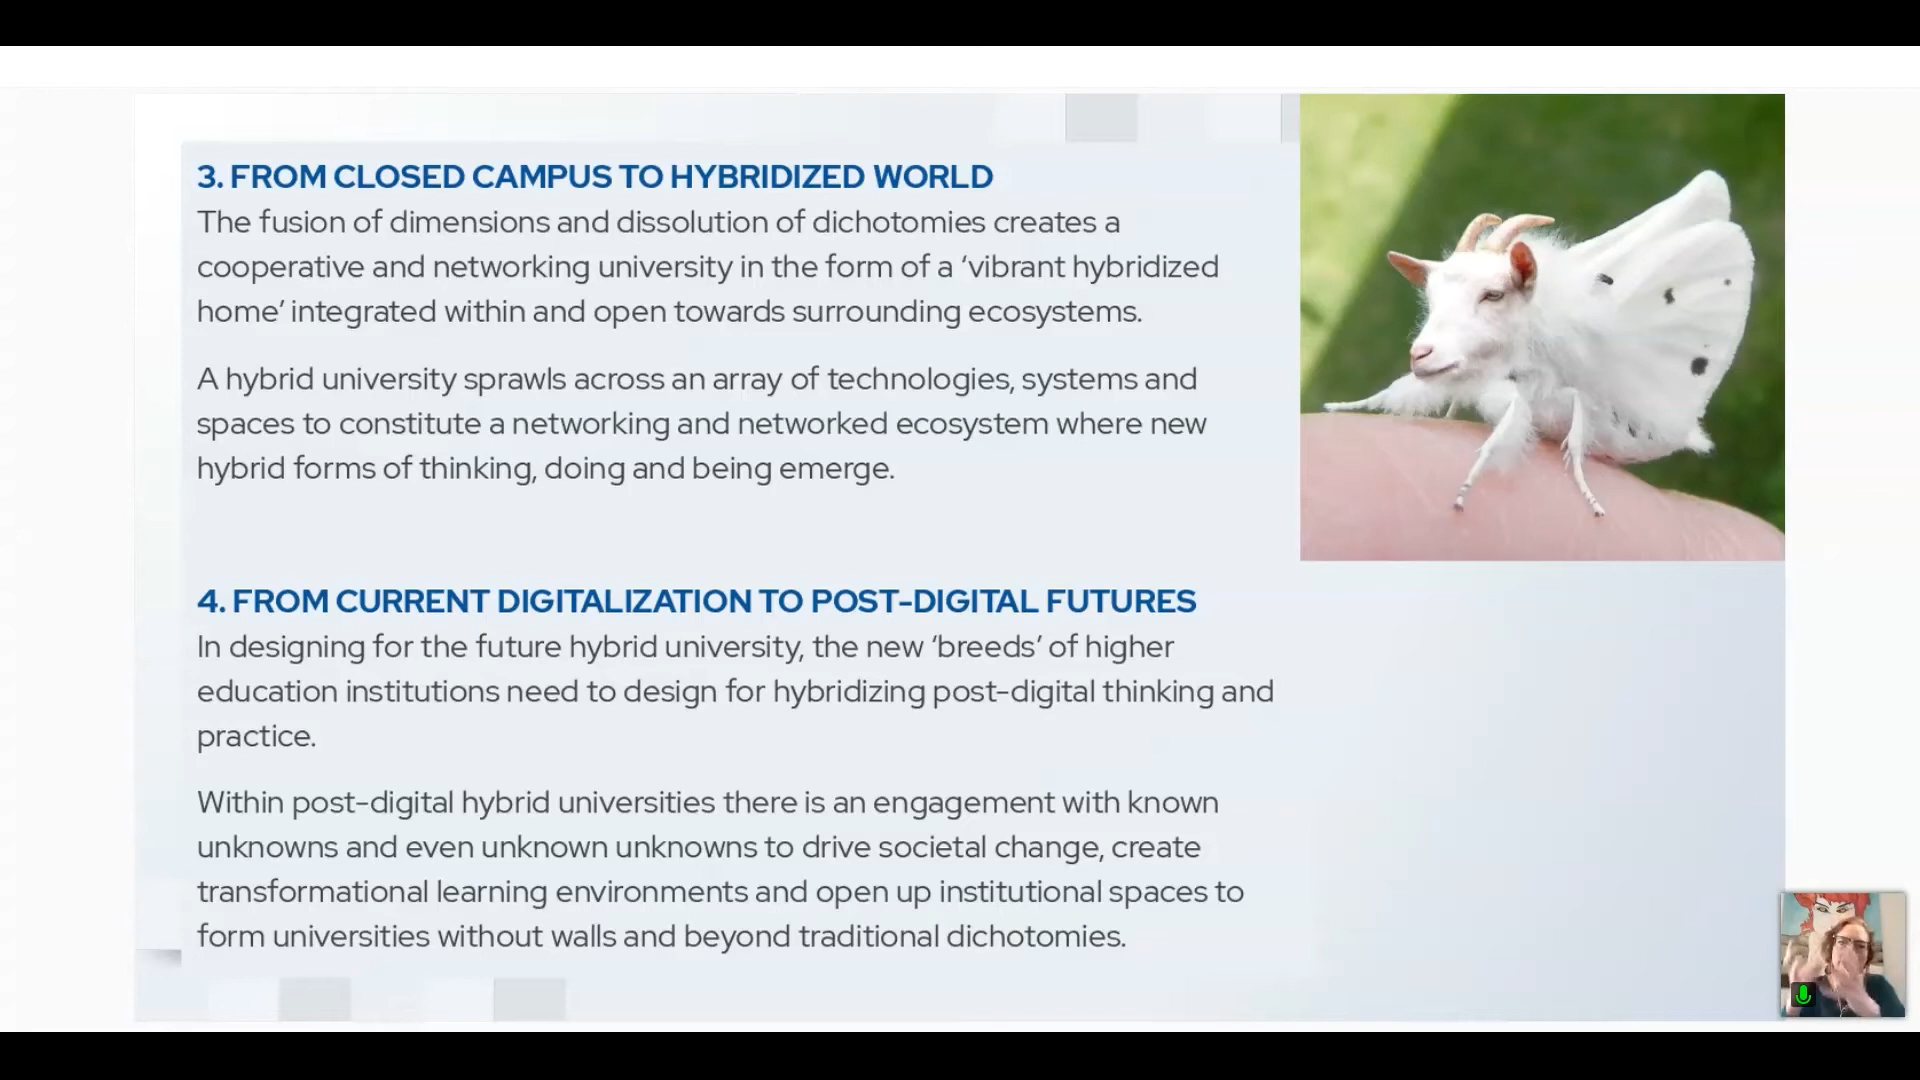 3. FROM CLOSED CAMPUS TO HYBRIDIZED WORLD
The fusion of dimensions and dissolution of dichotomies creates a
cooperative and networking university in the form of a ‘vibrant hybridized
home’ integrated within and open towards surrounding ecosystems.
A hybrid university sprawls across an array of technologies, systems and
spaces to constitute a networking and networked ecosystem where new
hybrid forms of thinking, doing and being emerge.
4. FROM CURRENT DIGITALIZATION TO POST-DIGITAL FUTURES
In designing for the future hybrid university, the new ‘breeds’ of higher
education institutions need to design for hybridizing post-digital thinking and
practice.
Within post-digital hybrid universities there is an engagement with known
unknowns and even unknown unknowns to drive societal change, create
transformational learning environments and open up institutional spaces to
form universities without walls and beyond traditional dichotomies.